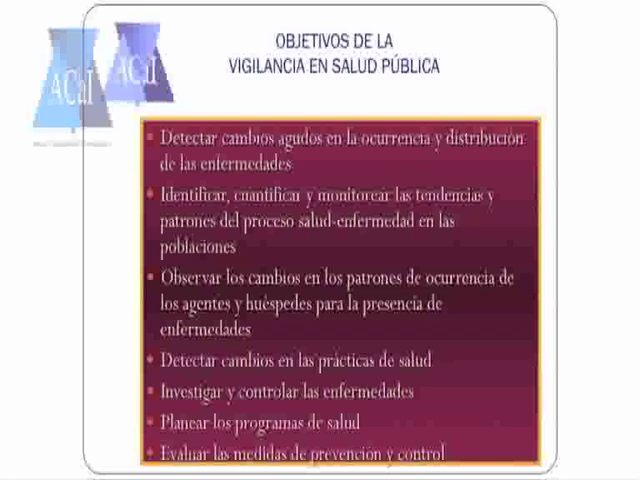 ACHI
ACHI
OBJETIVOS DE LA
VIGILANCIA EN SALUD PÚBLICA
• Detectar cambios agudos en la ocurrencia y distribución
de las enfermedades
• Identificar, cuantificar y monitorear las tendencias y
patrones del proceso salud-enfermedad en las
poblaciones
• Observar los cambios en los patrones de ocurrencia de
los agentes y huéspedes para la presencia de
enfermedades
• Detectar cambios en las prácticas de salud
• Investigar y controlar las enfermedades
• Planear los programas de salud
• Evaluar las medidas de prevención y control